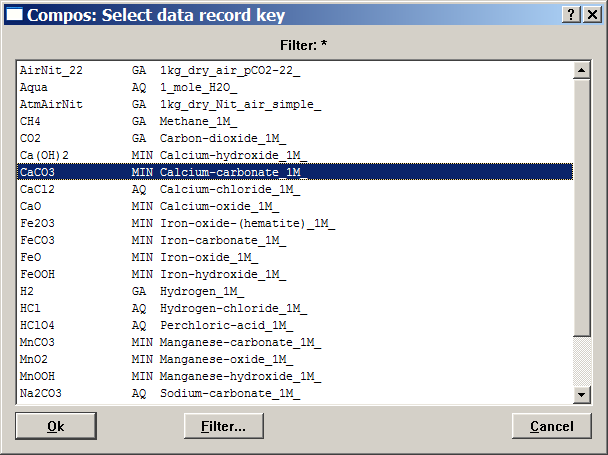 Compos: Select data record key
Filter: *
AirNit_22 GA 1kg_dry_air_pCO2-22_
Aqua AQ 1_mole_H2O_
AtmAirNit GA 1kg_dry_Nit_air_simple_
CH4 GA Methane_1M_
CO2 GA Carbon-dioxide_1M_
Ca(OH)2 MIN Calcium-hydroxide_1M_
CaCO3 MIN Calcium-carbonate_1M_
CaCl2 AQ Calcium-chloride_1M_
CaO MIN Calcium-oxide_1M_
Fe2O3 MIN Iron-oxide-(hematite)_1M_
FeCO3 MIN Iron-carbonate_1M_
FeO MIN Iron-oxide_1M_
FeOOH MIN Iron-hydroxide_1M_
H2 GA Hydrogen_1M_
HCl AQ Hydrogen-chloride_1M_
HClO4 AQ Perchloric-acid_1M_
MnCO3 MIN Manganese-carbonate_1M_
MnO2 MIN Manganese-oxide_1M_
MnOOH MIN Manganese-hydroxide_1M_
Na2CO3 AQ Sodium-carbonate_1M_
Ok Filter... Cancel